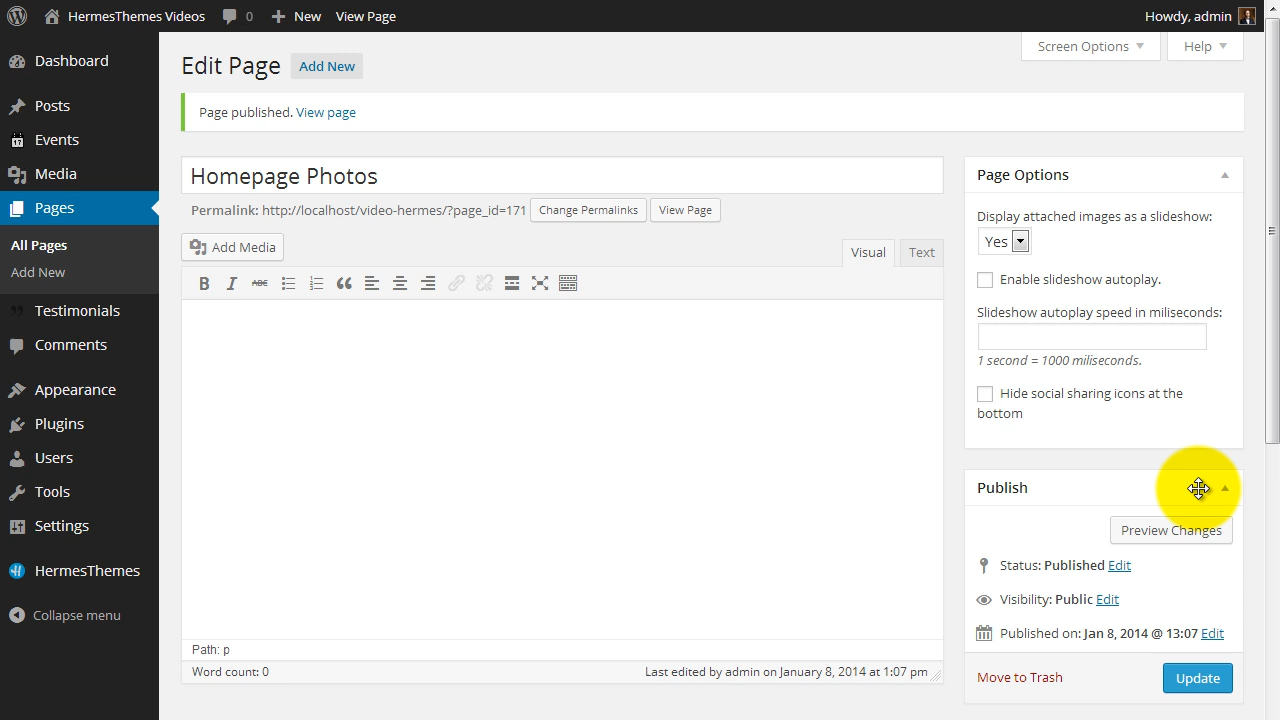 HermesThemes Videos 0 New View Page Howdy, admin
Screen Options Help
Dashboard
Posts
Events
Media
Pages
All Pages
Add New
Testimonials
Comments
Appearance
Plugins
Users
Tools
Settings
HermesThemes
Collapse menu
Edit Page Add New
Page published. View page
Homepage Photos
Permalink: http://localhost/video-hermes/?page_id=171 Change Permalinks View Page
Add Media
Visual Text
B I ABC
Path: p
Word count: 0 Last edited by admin on January 8, 2014 at 1:07 pm
Page Options
Display attached images as a slideshow:
Yes
Enable slideshow autoplay.
Slideshow autoplay speed in miliseconds:
1 second = 1000 miliseconds.
Hide social sharing icons at the
bottom
Publish
Preview Changes
Status: Published Edit
Visibility: Public Edit
Published on: Jan 8, 2014 @ 13:07 Edit
Move to Trash Update